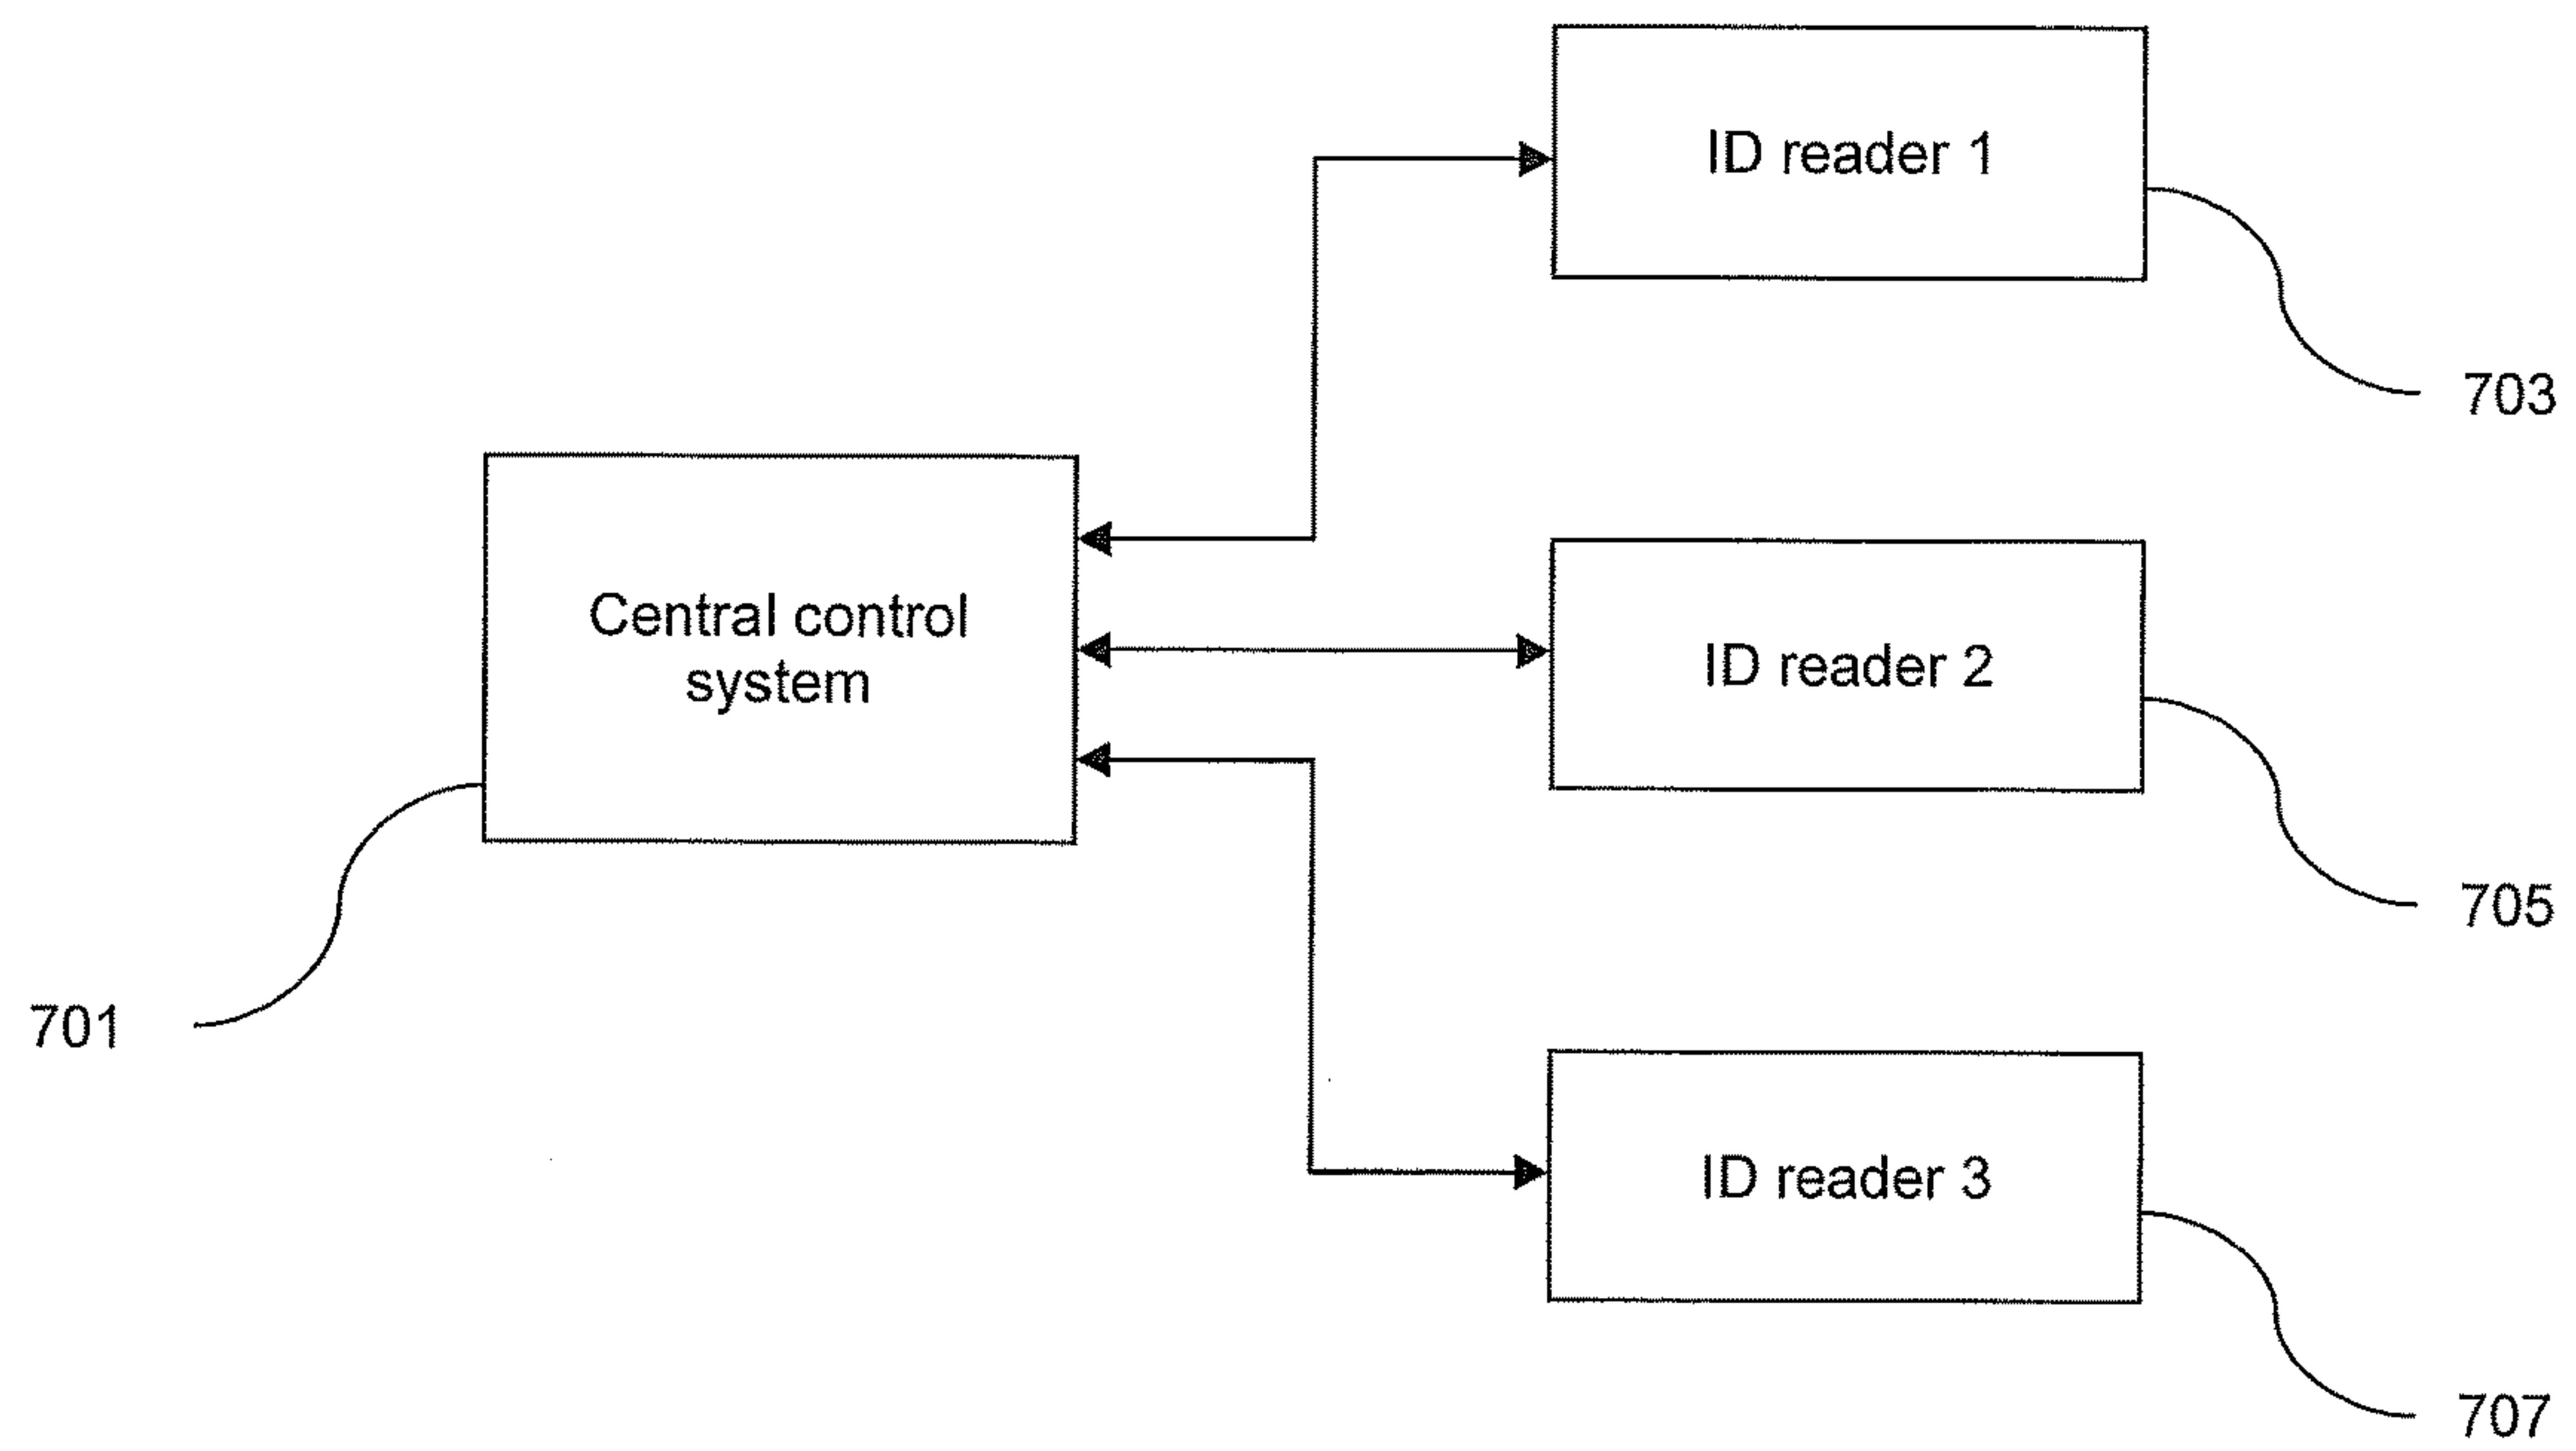 ID reader 1
703
Central control
system
ID reader 2
705
701
ID reader 3
707